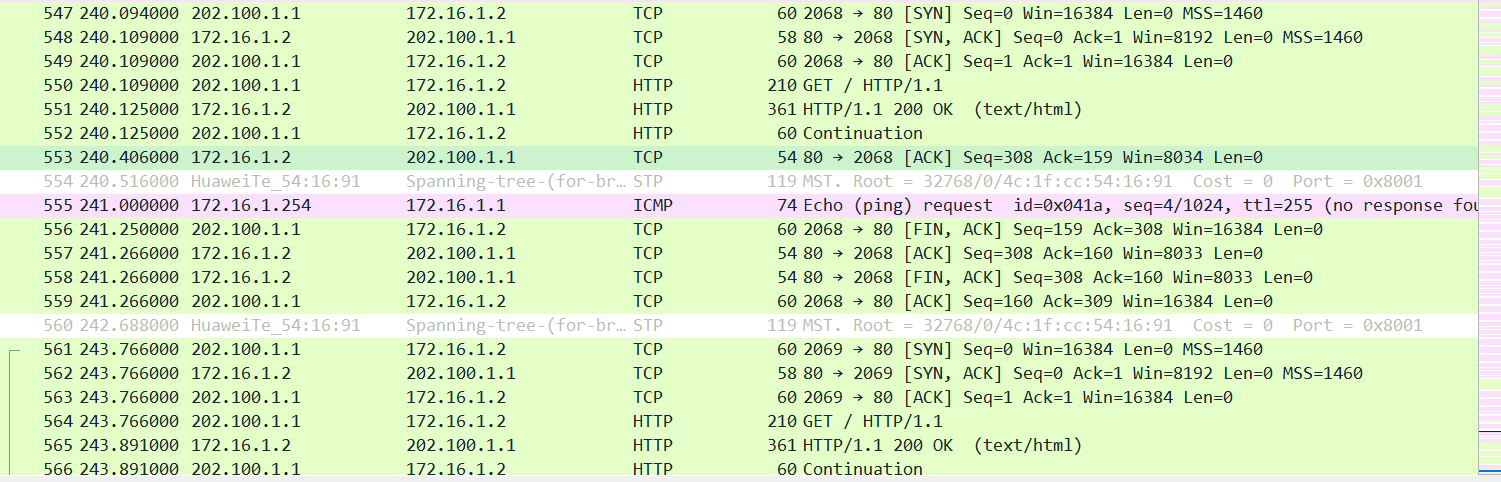 547 240.094000 202.100.1.1 172.16.1.2 TCP 60 2068 → 80 [SYN] Seq=0 Win=16384 Len=0 MSS=1460
548 240.109000 172.16.1.2 202.100.1.1 TCP 58 80 → 2068 [SYN, ACK] Seq=0 Ack=1 Win=8192 Len=0 MSS=1460
549 240.109000 202.100.1.1 172.16.1.2 TCP 60 2068 → 80 [ACK] Seq=1 Ack=1 Win=16384 Len=0
550 240.109000 202.100.1.1 172.16.1.2 HTTP 210 GET / HTTP/1.1
551 240.125000 172.16.1.2 202.100.1.1 HTTP 361 HTTP/1.1 200 OK (text/html)
552 240.125000 202.100.1.1 172.16.1.2 HTTP 60 Continuation
553 240.406000 172.16.1.2 202.100.1.1 TCP 54 80 → 2068 [ACK] Seq=308 Ack=159 Win=8034 Len=0
554 240.516000 HuaweiTe_54:16:91 Spanning-tree-(for-br… STP 119 MST. Root = 32768/0/4c:1f:cc:54:16:91 Cost = 0 Port = 0x8001
555 241.000000 172.16.1.254 172.16.1.1 ICMP 74 Echo (ping) request id=0x041a, seq=4/1024, ttl=255 (no response fou
556 241.250000 202.100.1.1 172.16.1.2 TCP 60 2068 → 80 [FIN, ACK] Seq=159 Ack=308 Win=16384 Len=0
557 241.266000 172.16.1.2 202.100.1.1 TCP 54 80 → 2068 [ACK] Seq=308 Ack=160 Win=8033 Len=0
558 241.266000 172.16.1.2 202.100.1.1 TCP 54 80 → 2068 [FIN, ACK] Seq=308 Ack=160 Win=8033 Len=0
559 241.266000 202.100.1.1 172.16.1.2 TCP 60 2068 → 80 [ACK] Seq=160 Ack=309 Win=16384 Len=0
560 242.688000 HuaweiTe_54:16:91 Spanning-tree-(for-br… STP 119 MST. Root = 32768/0/4c:1f:cc:54:16:91 Cost = 0 Port = 0x8001
561 243.766000 202.100.1.1 172.16.1.2 TCP 60 2069 → 80 [SYN] Seq=0 Win=16384 Len=0 MSS=1460
562 243.766000 172.16.1.2 202.100.1.1 TCP 58 80 → 2069 [SYN, ACK] Seq=0 Ack=1 Win=8192 Len=0 MSS=1460
563 243.766000 202.100.1.1 172.16.1.2 TCP 60 2069 → 80 [ACK] Seq=1 Ack=1 Win=16384 Len=0
564 243.766000 202.100.1.1 172.16.1.2 HTTP 210 GET / HTTP/1.1
565 243.891000 172.16.1.2 202.100.1.1 HTTP 361 HTTP/1.1 200 OK (text/html)
566 243.891000 202.100.1.1 172.16.1.2 HTTP 60 Continuation